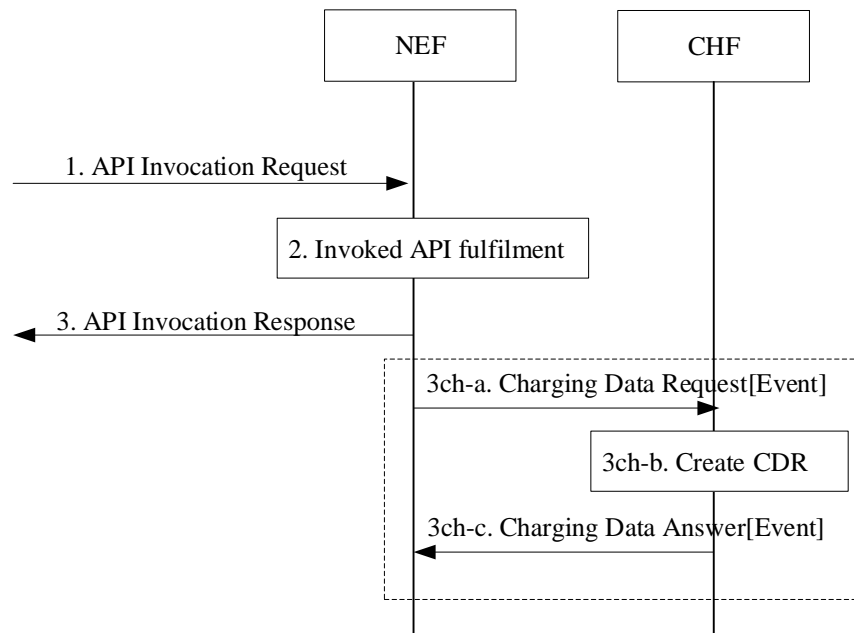 NEF
CHF
1. API Invocation Request
2. Invoked API fulfilment
3. API Invocation Response
3ch-a. Charging Data Request[Event]
3ch-b. Create CDR
3ch-c. Charging Data Answer[Event]